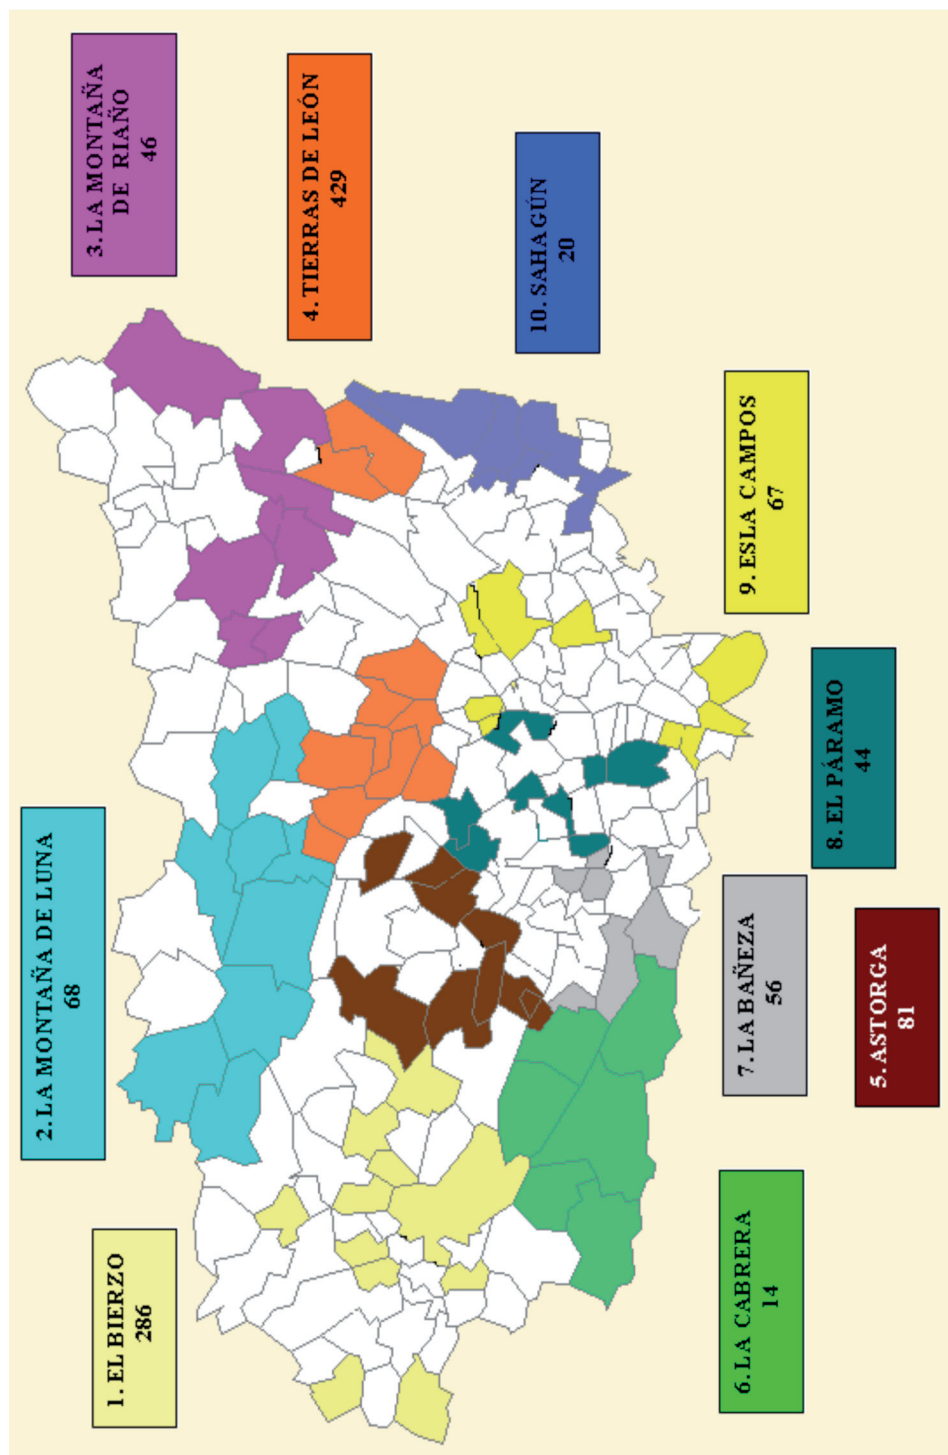 1. EL BIERZO
286
2. LA MONTAÑA DE LUNA
68
3. LA MONTAÑA
DE RIAÑO
46
4. TIERRAS DE LEÓN
429
10. SAHAGÚN
20
9. ESLA CAMPOS
67
8. EL PÁRAMO
44
7. LA BAÑEZA
56
5. ASTORGA
81
6. LA CABRERA
14